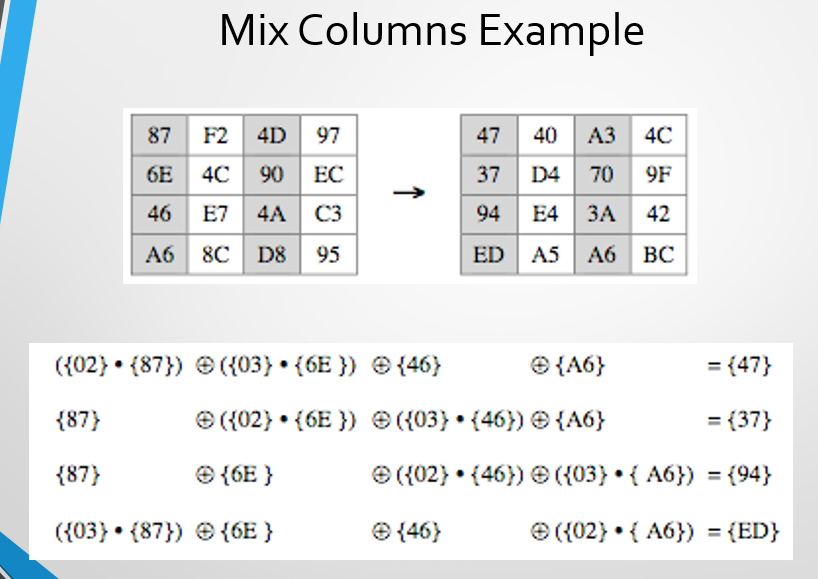 Mix Columns Example
87 F2 4D 97 47 40 A3 4C
6E 4C 90 EC → 37 D4 70 9F
46 E7 4A C3 94 E4 3A 42
A6 8C D8 95 ED A5 A6 BC
({02} • {87}) ⊕ ({03} • {6E }) ⊕ {46} ⊕ {A6} = {47}
{87} ⊕ ({02} • {6E }) ⊕ ({03} • {46}) ⊕ {A6} = {37}
{87} ⊕ {6E } ⊕ ({02} • {46}) ⊕ ({03} • { A6}) = {94}
({03} • {87}) ⊕ {6E } ⊕ {46} ⊕ ({02} • { A6}) = {ED}